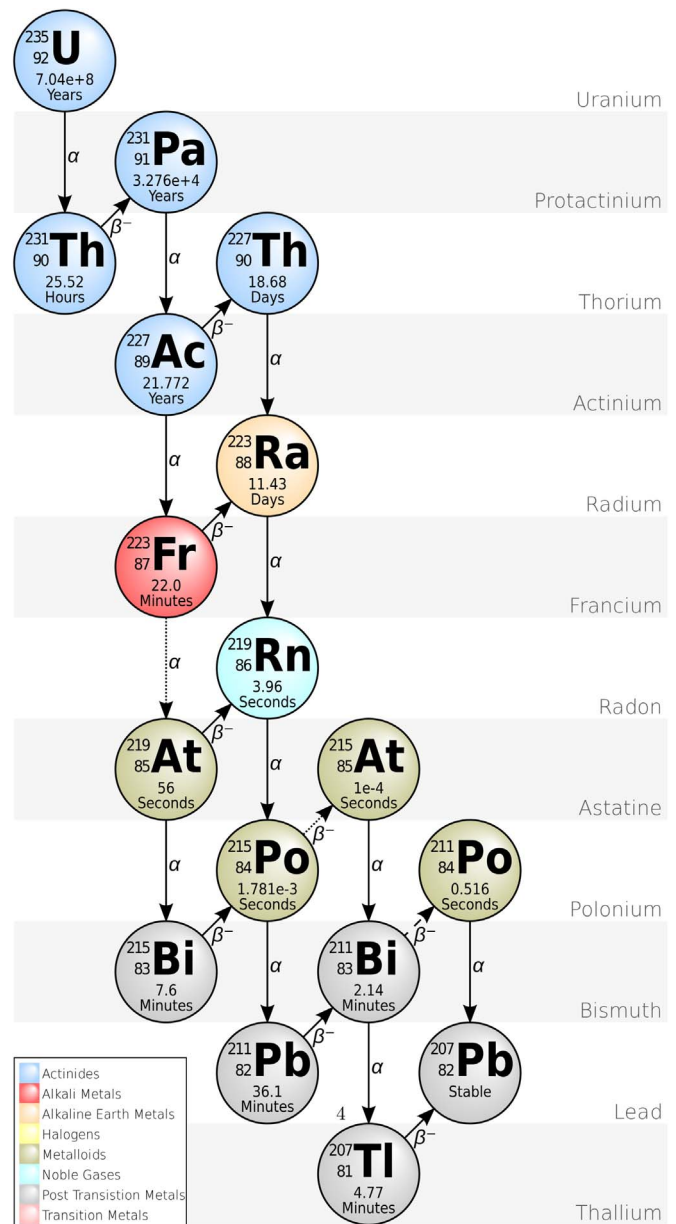 235
92 U
7.04e+8
Years
Uranium
α
231
91 Pa
3.276e+4
Years
Protactinium
β⁻
231
90 Th
25.52
Hours
α
227
90 Th
18.68
Days
Thorium
β⁻
227
89 Ac
21.772
Years
α
Actinium
α
223
88 Ra
11.43
Days
Radium
β⁻
223
87 Fr
22.0
Minutes
α
Francium
α
219
86 Rn
3.96
Seconds
Radon
β⁻
219
85 At
56
Seconds
α
215
85 At
1e-4
Seconds
Astatine
β⁻
α
215
84 Po
1.781e-3
Seconds
α
211
84 Po
0.516
Seconds
Polonium
β⁻
215
83 Bi
7.6
Minutes
α
211
83 Bi
2.14
Minutes
β⁻
α
Bismuth
β⁻
211
82 Pb
36.1
Minutes
α
207
82 Pb
Stable
Lead
4
β⁻
207
81 Tl
4.77
Minutes
Thallium
Actinides
Alkali Metals
Alkaline Earth Metals
Halogens
Metalloids
Noble Gases
Post Transistion Metals
Transition Metals